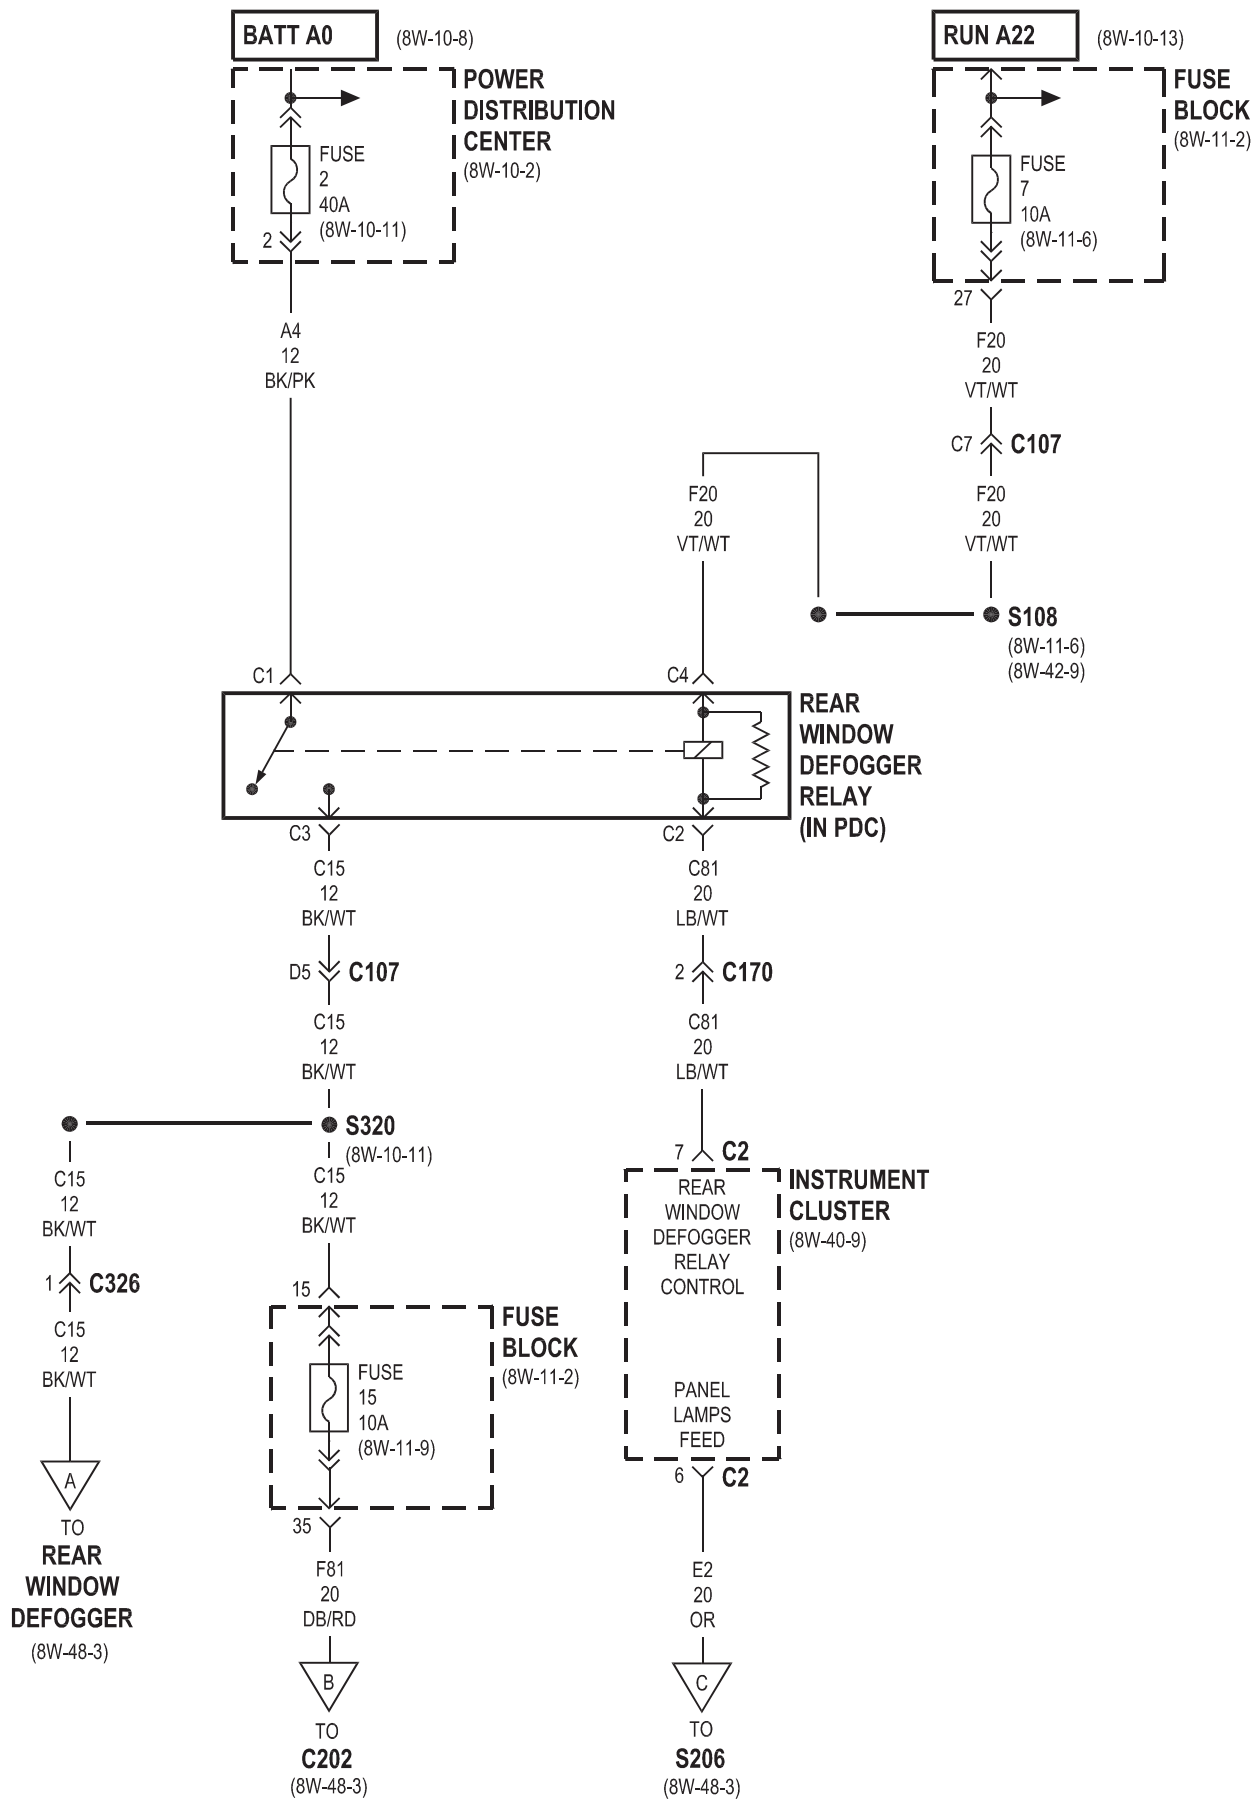 BATT A0
(8W-10-8)
RUN A22
(8W-10-13)
POWER
DISTRIBUTION
CENTER
(8W-10-2)
FUSE
2
40A
(8W-10-11)
2
FUSE
BLOCK
(8W-11-2)
FUSE
7
10A
(8W-11-6)
27
A4
12
BK/PK
F20
20
VT/WT
C7
C107
F20
20
VT/WT
F20
20
VT/WT
S108
(8W-11-6)
(8W-42-9)
C1
C4
REAR
WINDOW
DEFOGGER
RELAY
(IN PDC)
C3
C2
C15
12
BK/WT
C81
20
LB/WT
D5
C107
2
C170
C15
12
BK/WT
C81
20
LB/WT
S320
(8W-10-11)
C15
12
BK/WT
C15
12
BK/WT
7
C2
INSTRUMENT
CLUSTER
(8W-40-9)
REAR
WINDOW
DEFOGGER
RELAY
CONTROL
1
C326
15
C15
12
BK/WT
FUSE
BLOCK
(8W-11-2)
FUSE
15
10A
(8W-11-9)
PANEL
LAMPS
FEED
6
C2
A
TO
REAR
WINDOW
DEFOGGER
(8W-48-3)
35
F81
20
DB/RD
B
TO
C202
(8W-48-3)
E2
20
OR
C
TO
S206
(8W-48-3)